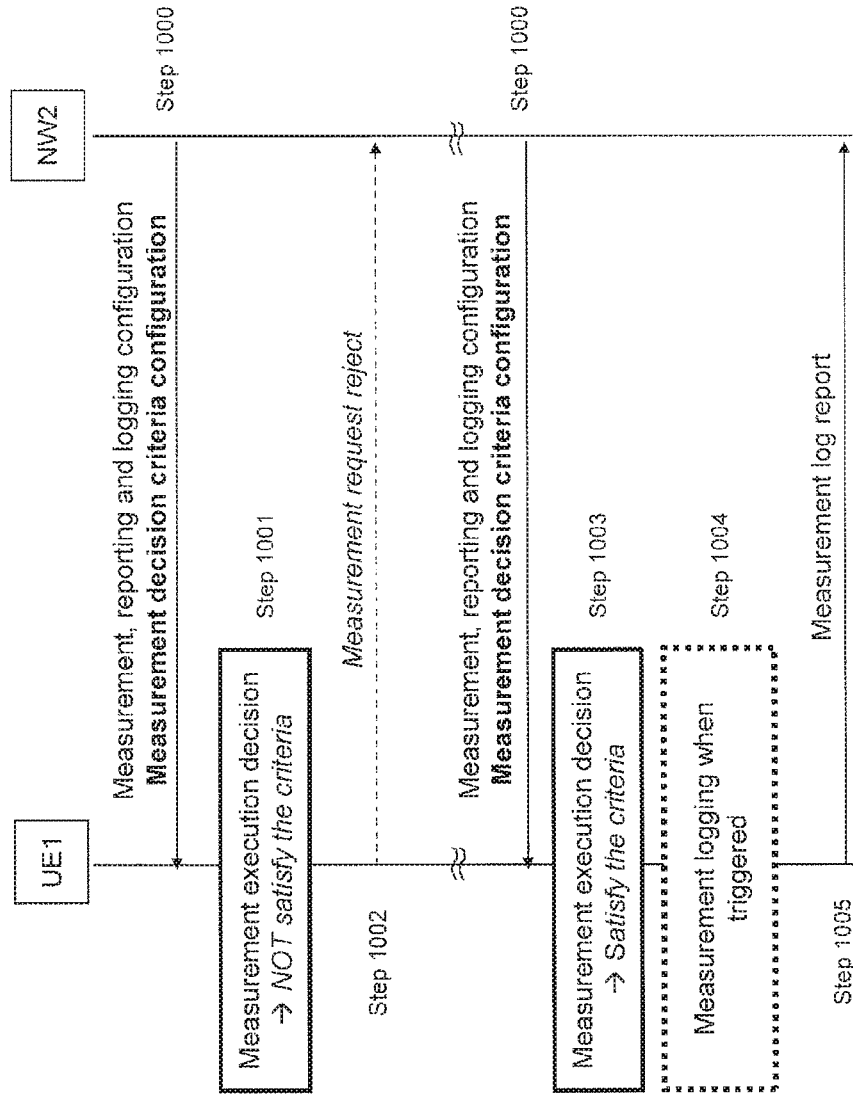 UE1
NW2
Measurement, reporting and logging configuration
Measurement decision criteria configuration
Step 1000
Measurement execution decision
→ NOT satisfy the criteria
Step 1001
Step 1002
Measurement request reject
Measurement, reporting and logging configuration
Measurement decision criteria configuration
Step 1000
Measurement execution decision
→ Satisfy the criteria
Step 1003
Measurement logging when
triggered
Step 1004
Step 1005
Measurement log report